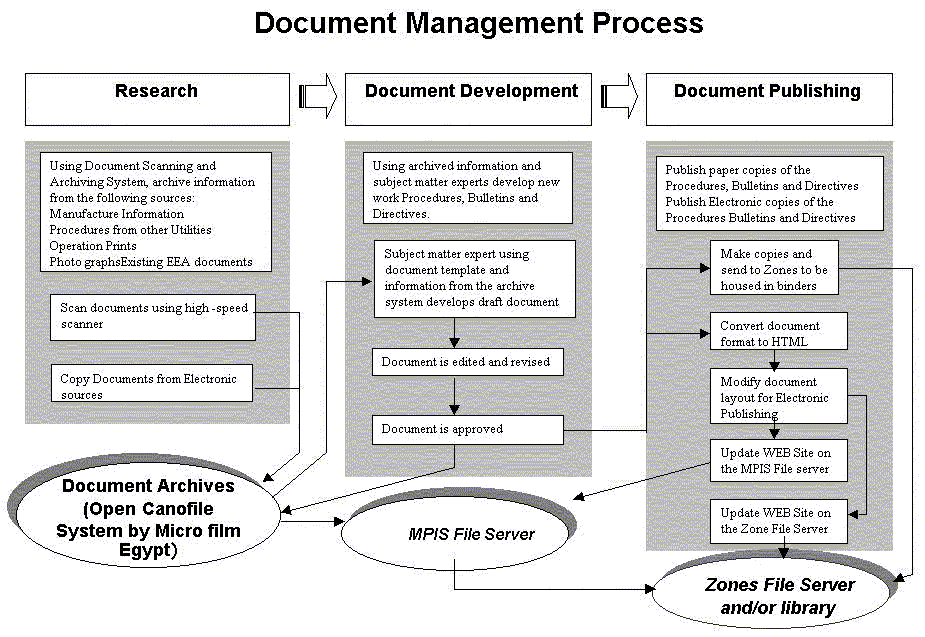 Document Management Process
Research
Document Development
Document Publishing
Using Document Scanning and
Archiving System, archive information
from the following sources:
Manufacture Information
Procedures from other Utilities
Operation Prints
Photo graphsExisting EEA documents
Scan documents using high-speed
scanner
Copy Documents from Electronic
sources
Using archived information and
subject matter experts develop new
work Procedures, Bulletins and
Directives.
Subject matter expert using
document template and
information from the archive
system develops draft document
Document is edited and revised
Document is approved
Publish paper copies of the
Procedures, Bulletins and Directives
Publish Electronic copies of the
Procedures Bulletins and Directives
Make copies and
send to Zones to be
housed in binders
Convert document
format to HTML
Modify document
layout for Electronic
Publishing
Update WEB Site on
the MPIS File server
Update WEB Site on
the Zone File Server
Document Archives
(Open Canofile
System by Micro film
Egypt)
MPIS File Server
Zones File Server
and/or library